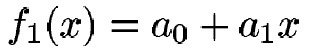 f₁(x) = a₀ + a₁x